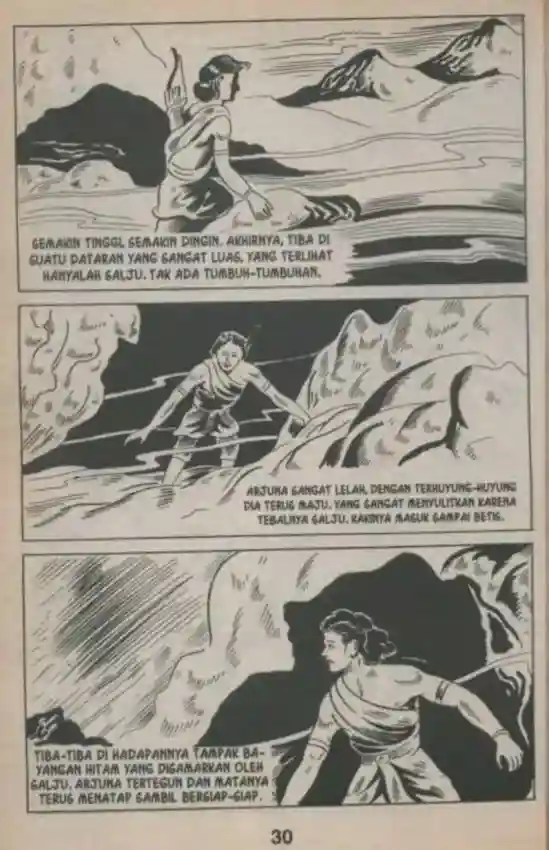 SEMAKIN TINGGI, SEMAKIN DINGIN. AKHIRNYA, TIBA DI
SUATU DATARAN YANG SANGAT LUAS, YANG TERLIHAT
HANYALAH SALJU. TAK ADA TUMBUH-TUMBUHAN.
ARJUNA SANGAT LELAH, DENGAN TERHUYUNG-HUYUNG
DIA TERUS MAJU. YANG SANGAT MENYULITKAN KARENA
TEBALNYA SALJU. KAKINYA MASUK SAMPAI BETIS.
TIBA-TIBA DI HADAPANNYA TAMPAK BA-
YANGAN HITAM YANG DISAMARKAN OLEH
SALJU. ARJUNA TERTEGUN DAN MATANYA
TERUS MENATAP SAMBIL BERSIAP-SIAP.
30